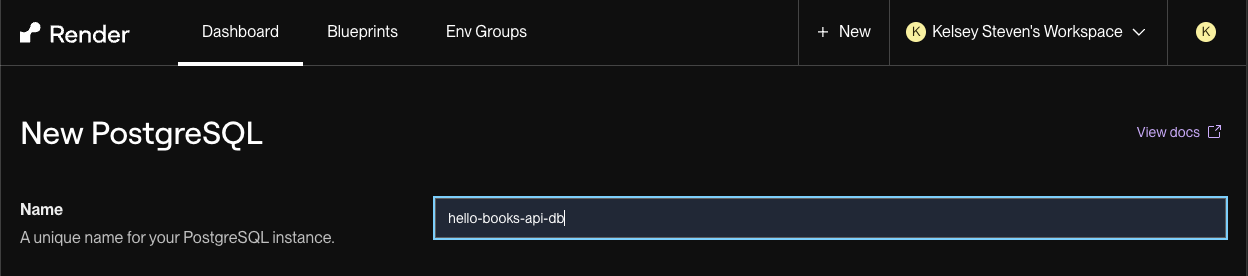 Render Dashboard Blueprints Env Groups + New K Kelsey Steven's Workspace K
New PostgreSQL View docs
Name hello-books-api-db
A unique name for your PostgreSQL instance.